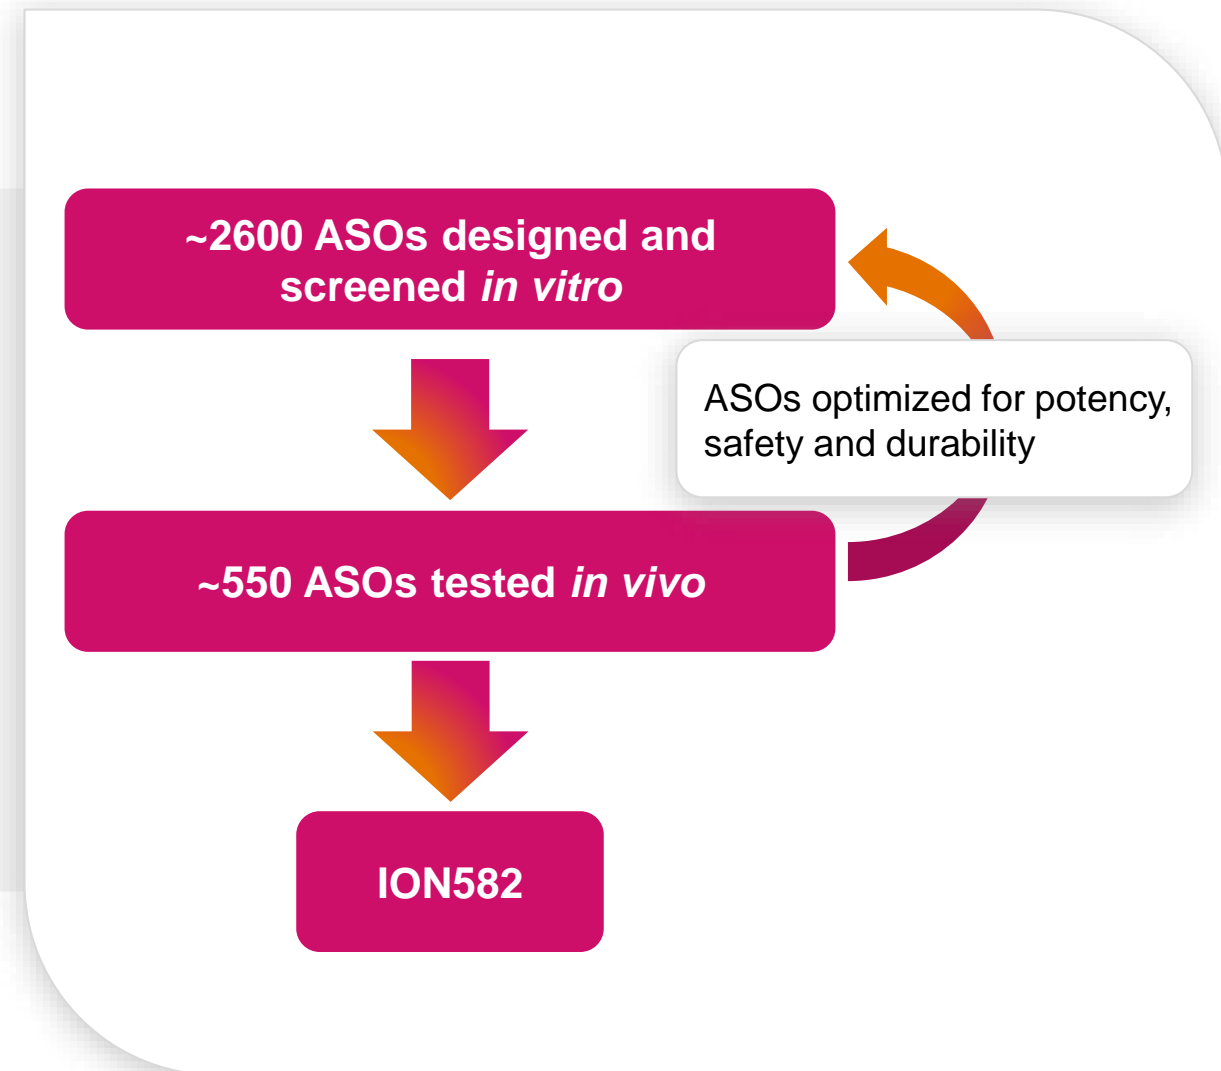 ~2600 ASOs designed and
screened in vitro
ASOs optimized for potency,
safety and durability
~550 ASOs tested in vivo
ION582